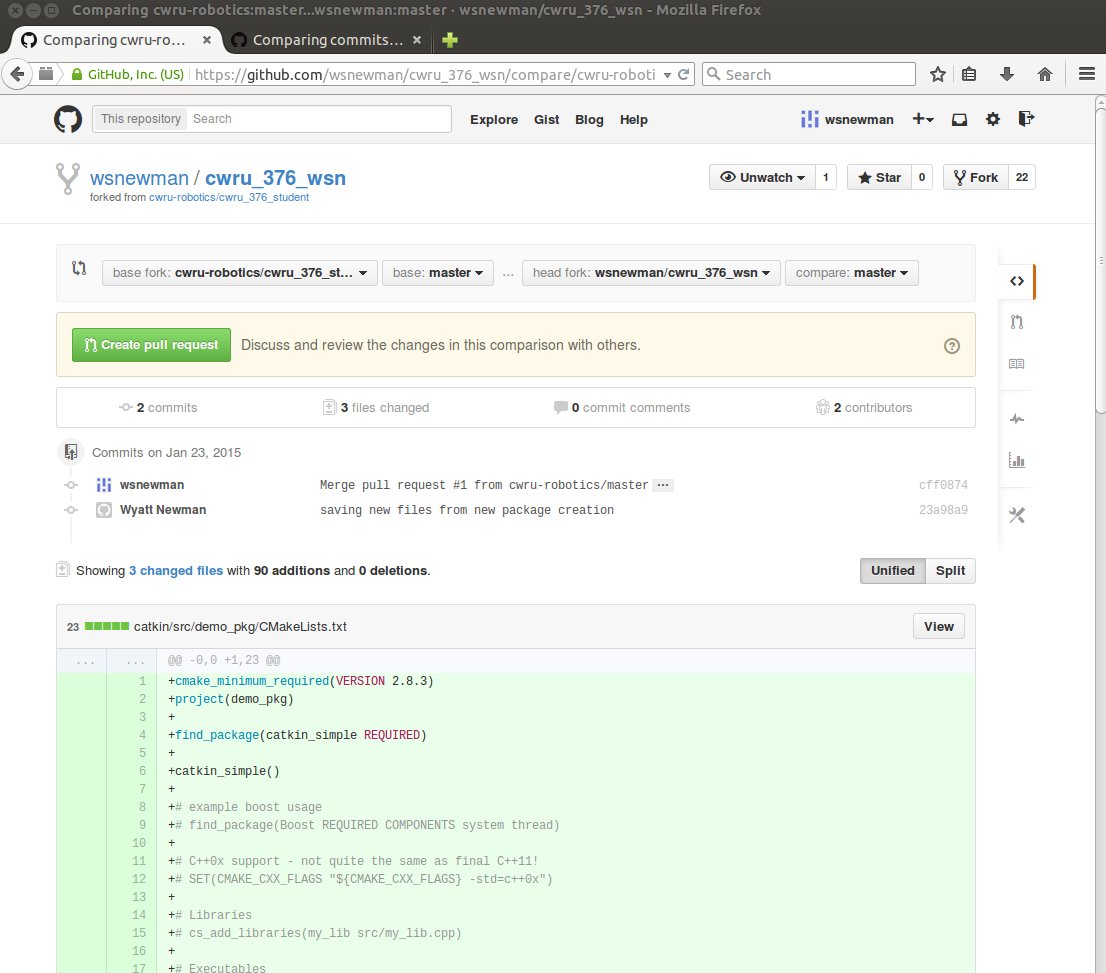 Comparing cwru-robotics:master...wsnewman:master · wsnewman/cwru_376_wsn - Mozilla Firefox
Comparing cwru-ro... × Comparing commits... ×
GitHub, Inc. (US) https://github.com/wsnewman/cwru_376_wsn/compare/cwru-roboti Search
This repository Search Explore Gist Blog Help wsnewman
wsnewman / cwru_376_wsn Unwatch 1 Star 0 Fork 22
forked from cwru-robotics/cwru_376_student
base fork: cwru-robotics/cwru_376_st... base: master ... head fork: wsnewman/cwru_376_wsn compare: master
Create pull request Discuss and review the changes in this comparison with others. ?
2 commits 3 files changed 0 commit comments 2 contributors
Commits on Jan 23, 2015
wsnewman Merge pull request #1 from cwru-robotics/master ... cff0874
Wyatt Newman saving new files from new package creation 23a98a9
Showing 3 changed files with 90 additions and 0 deletions. Unified Split
23 catkin/src/demo_pkg/CMakeLists.txt View
... ... @@ -0,0 +1,23 @@
1 +cmake_minimum_required(VERSION 2.8.3)
2 +project(demo_pkg)
3 +
4 +find_package(catkin_simple REQUIRED)
5 +
6 +catkin_simple()
7 +
8 +# example boost usage
9 +# find_package(Boost REQUIRED COMPONENTS system thread)
10 +
11 +# C++0x support - not quite the same as final C++11!
12 +# SET(CMAKE_CXX_FLAGS "${CMAKE_CXX_FLAGS} -std=c++0x")
13 +
14 +# Libraries
15 +# cs_add_libraries(my_lib src/my_lib.cpp)
16 +
17 +# Executables